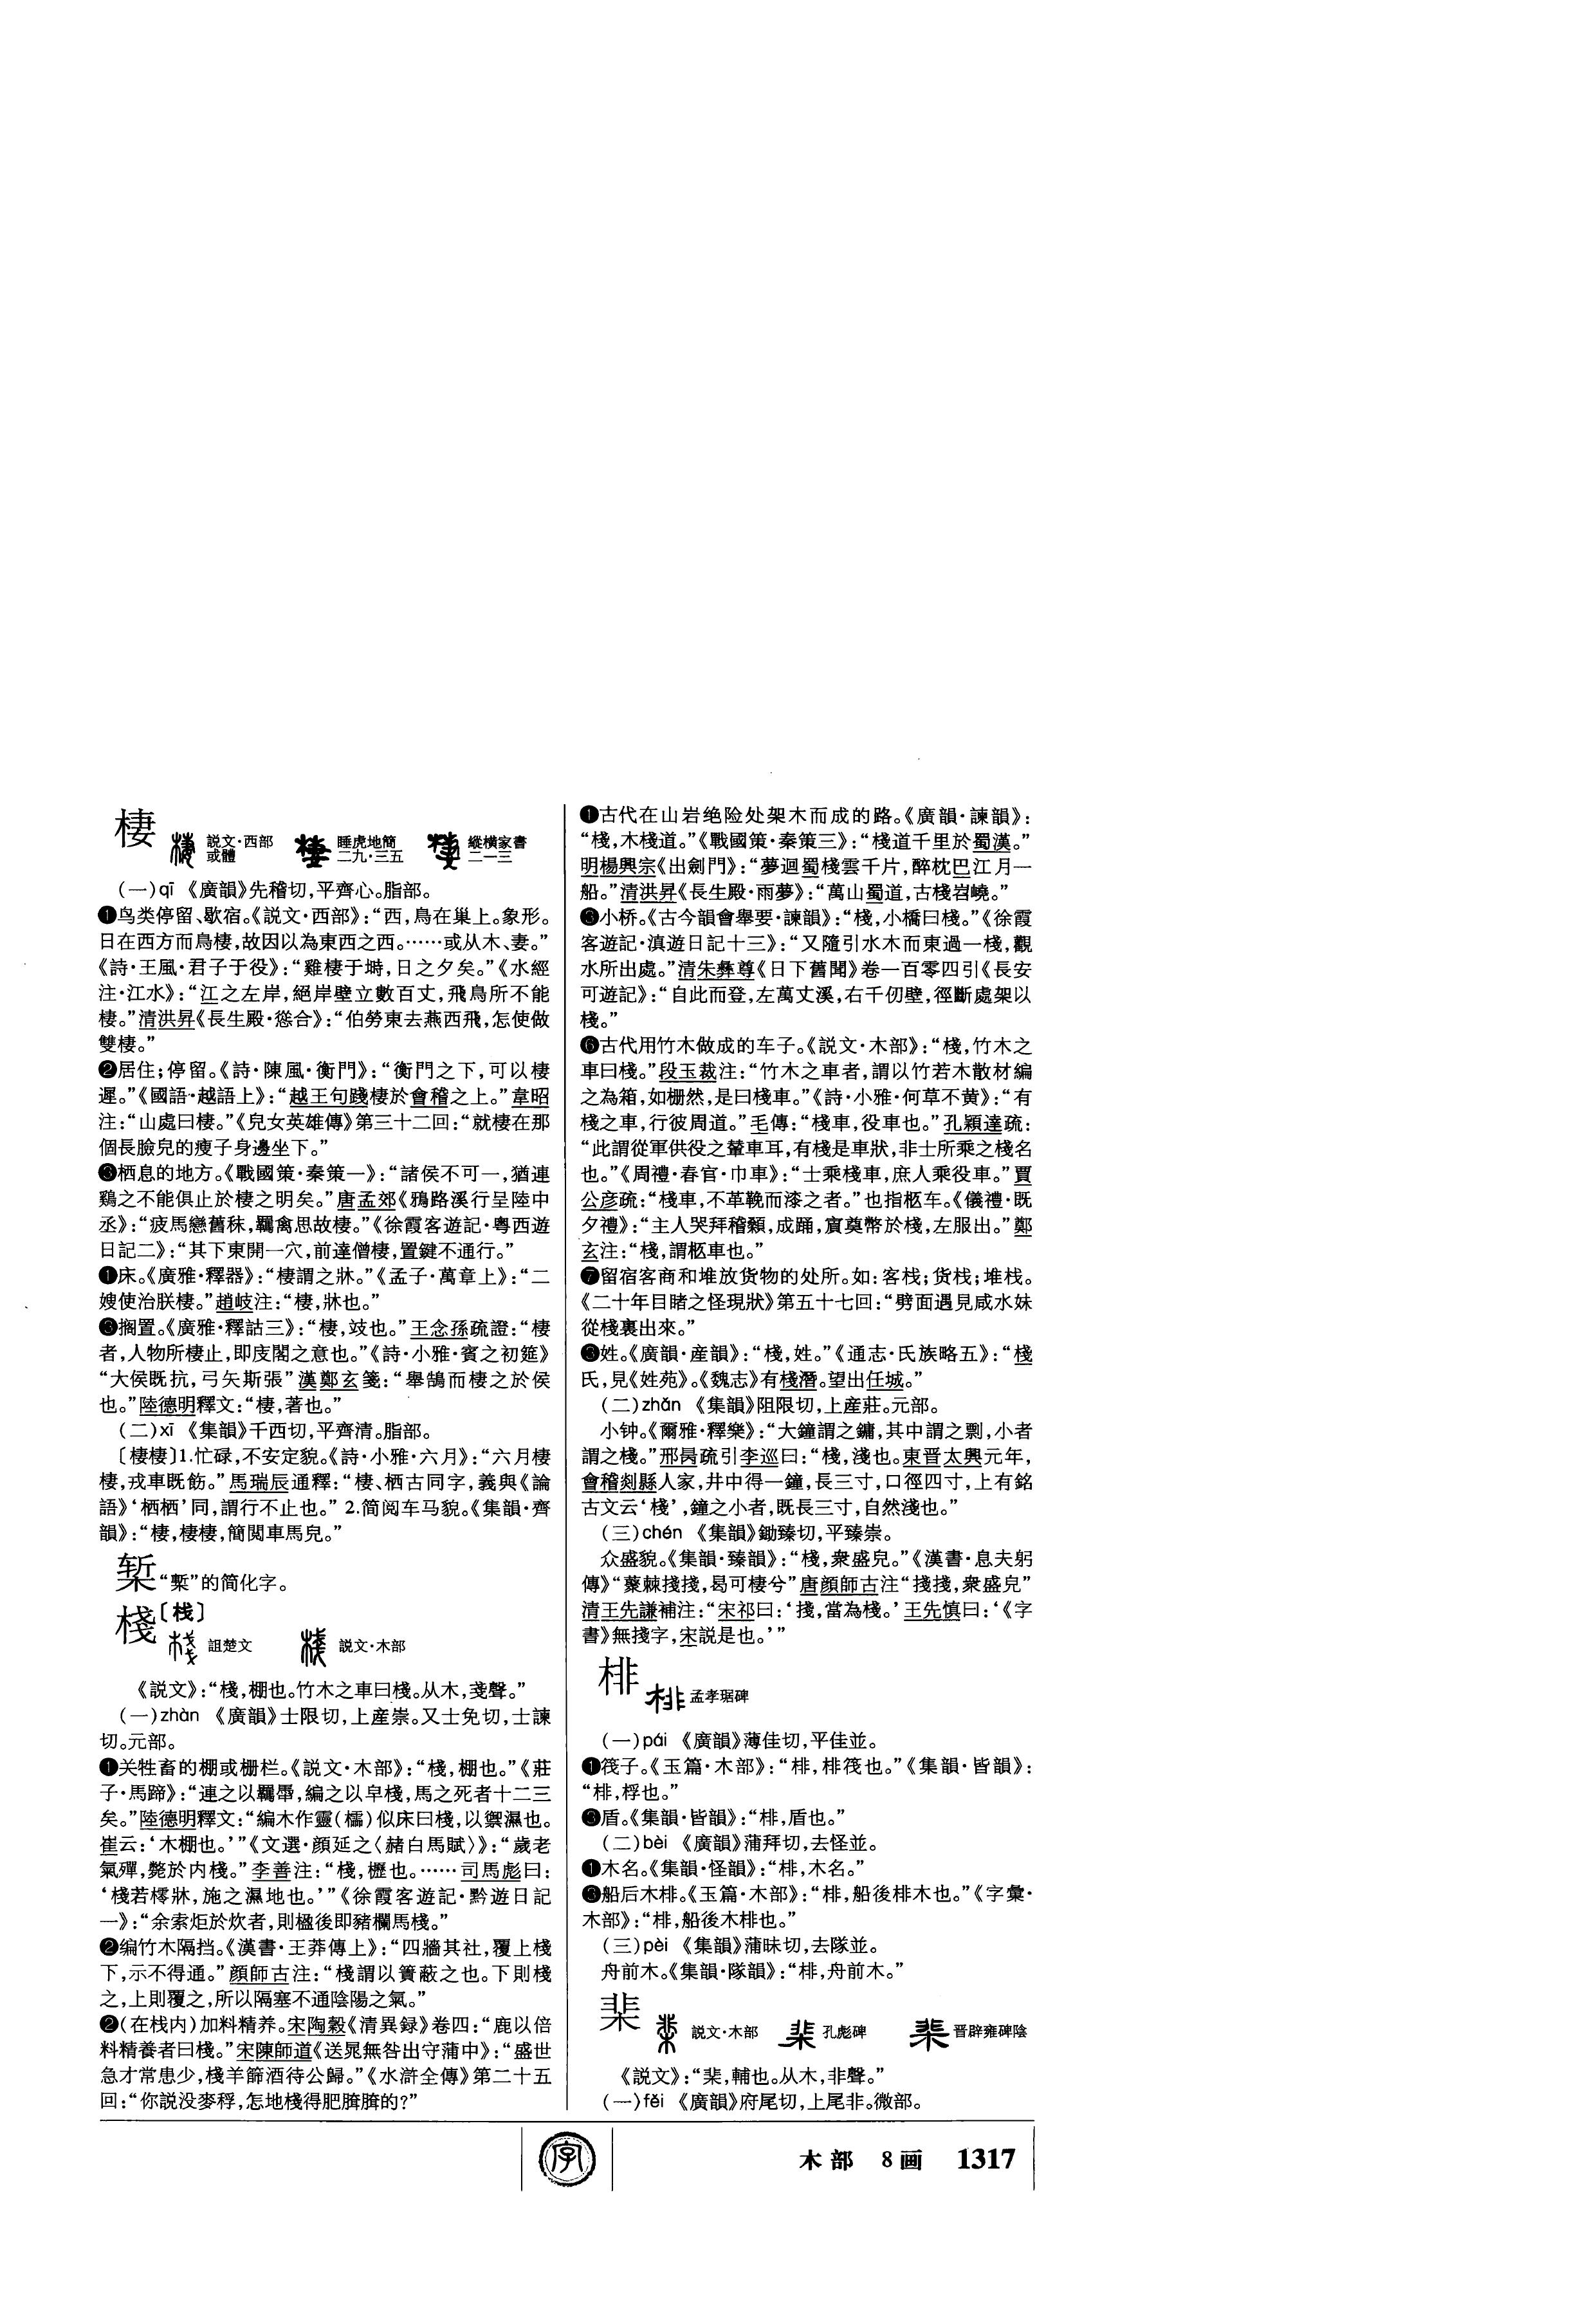 棲
説文·西部
或體
睡虎地簡
二九·三五
縱横家書
二一三
(一)qī 《廣韻》先稽切,平齊心。脂部。
❶鸟类停留、歇宿。《説文·西部》:“西,鳥在巢上。象形。
日在西方而鳥棲,故因以為東西之西。……或从木、妻。”
《詩·王風·君子于役》:“雞棲于塒,日之夕矣。”《水經
注·江水》:“江之左岸,絕岸壁立數百丈,飛鳥所不能
棲。”清洪昇《長生殿·慫合》:“伯勞東去燕西飛,怎使做
雙棲。”
❷居住;停留。《詩·陳風·衡門》:“衡門之下,可以棲
遲。”《國語·越語上》:“越王句踐棲於會稽之上。”韋昭
注:“山處曰棲。”《兒女英雄傳》第三十二回:“就棲在那
個長臉皃的瘦子身邊坐下。”
❸栖息的地方。《戰國策·秦策一》:“諸侯不可一,猶連
鷄之不能俱止於棲之明矣。”唐孟郊《鴉路溪行呈陸中
丞》:“疲馬戀舊秣,羈禽思故棲。”《徐霞客遊記·粤西遊
日記二》:“其下東開一穴,前達僧棲,置鍵不通行。”
❶床。《廣雅·釋器》:“棲謂之牀。”《孟子·萬章上》:“二
嫂使治朕棲。”趙岐注:“棲,牀也。”
❸搁置。《廣雅·釋詁三》:“棲,攱也。”王念孫疏證:“棲
者,人物所棲止,即庋閣之意也。”《詩·小雅·賓之初筵》
“大侯既抗,弓矢斯張”漢鄭玄箋:“舉鵠而棲之於侯
也。”陸德明釋文:“棲,著也。”
(二)xī 《集韻》千西切,平齊清。脂部。
〔棲棲〕1.忙碌,不安定貌。《詩·小雅·六月》:“六月棲
棲,戎車既飭。”馬瑞辰通釋:“棲、栖古同字,義與《論
語》‘栖栖’同,謂行不止也。” 2.简阅车马貌。《集韻·齊
韻》:“棲,棲棲,簡閲車馬皃。”
椠 “槧”的简化字。
棧〔栈〕
詛楚文
説文·木部
《説文》:“棧,棚也。竹木之車曰棧。从木,戔聲。”
(一)zhàn 《廣韻》士限切,上産崇。又士免切,士諫
切。元部。
❶关牲畜的棚或栅栏。《説文·木部》:“棧,棚也。”《莊
子·馬蹄》:“連之以羈馽,編之以皁棧,馬之死者十二三
矣。”陸德明釋文:“編木作靈(櫺)似床曰棧,以禦濕也。
崔云:‘木棚也。’”《文選·顔延之〈赭白馬賦〉》:“歲老
氣殫,斃於内棧。”李善注:“棧,櫪也。……司馬彪曰:
‘棧若樗牀,施之濕地也。’”《徐霞客遊記·黔遊日記
一》:“余索炬於炊者,則楹後即豬欄馬棧。”
❷编竹木隔挡。《漢書·王莽傳上》:“四牆其社,覆上棧
下,示不得通。”顔師古注:“棧謂以簀蔽之也。下則棧
之,上則覆之,所以隔塞不通陰陽之氣。”
❷(在栈内)加料精养。宋陶穀《清異録》卷四:“鹿以倍
料精養者曰棧。”宋陳師道《送晁無咎出守蒲中》:“盛世
急才常患少,棧羊篩酒待公歸。”《水滸全傳》第二十五
回:“你説没麥稃,怎地棧得肥䐛䐛的?”
❶古代在山岩绝险处架木而成的路。《廣韻·諫韻》:
“棧,木棧道。”《戰國策·秦策三》:“棧道千里於蜀漢。”
明楊興宗《出劍門》:“夢迴蜀棧雲千片,醉枕巴江月一
船。”清洪昇《長生殿·雨夢》:“萬山蜀道,古棧岧嶢。”
❸小桥。《古今韻會舉要·諫韻》:“棧,小橋曰棧。”《徐霞
客遊記·滇遊日記十三》:“又隨引水木而東過一棧,觀
水所出處。”清朱彝尊《日下舊聞》卷一百零四引《長安
可遊記》:“自此而登,左萬丈溪,右千仞壁,徑斷處架以
棧。”
❻古代用竹木做成的车子。《説文·木部》:“棧,竹木之
車曰棧。”段玉裁注:“竹木之車者,謂以竹若木散材編
之為箱,如栅然,是曰棧車。”《詩·小雅·何草不黄》:“有
棧之車,行彼周道。”毛傳:“棧車,役車也。”孔穎達疏:
“此謂從軍供役之輦車耳,有棧是車狀,非士所乘之棧名
也。”《周禮·春官·巾車》:“士乘棧車,庶人乘役車。”賈
公彦疏:“棧車,不革鞔而漆之者。”也指柩车。《儀禮·既
夕禮》:“主人哭拜稽顙,成踊,賓奠幣於棧,左服出。”鄭
玄注:“棧,謂柩車也。”
❼留宿客商和堆放货物的处所。如:客栈;货栈;堆栈。
《二十年目睹之怪現狀》第五十七回:“劈面遇見咸水妹
從棧裏出來。”
❸姓。《廣韻·産韻》:“棧,姓。”《通志·氏族略五》:“棧
氏,見《姓苑》。《魏志》有棧潛。望出任城。”
(二)zhǎn 《集韻》阻限切,上産莊。元部。
小钟。《爾雅·釋樂》:“大鐘謂之鏞,其中謂之剽,小者
謂之棧。”邢昺疏引李巡曰:“棧,淺也。東晋太興元年,
會稽剡縣人家,井中得一鐘,長三寸,口徑四寸,上有銘
古文云‘棧’,鐘之小者,既長三寸,自然淺也。”
(三)chén 《集韻》鋤臻切,平臻崇。
众盛貌。《集韻·臻韻》:“棧,衆盛皃。”《漢書·息夫躬
傳》“蘽棘㨞㨞,曷可棲兮”唐顔師古注“㨞㨞,衆盛皃”
清王先謙補注:“宋祁曰:‘㨞,當為棧。’王先慎曰:‘《字
書》無㨞字,宋説是也。’”
棑
孟孝琚碑
(一)pái 《廣韻》薄佳切,平佳並。
❶筏子。《玉篇·木部》:“棑,棑筏也。”《集韻·皆韻》:
“棑,桴也。”
❸盾。《集韻·皆韻》:“棑,盾也。”
(二)bèi 《廣韻》蒲拜切,去怪並。
❶木名。《集韻·怪韻》:“棑,木名。”
❸船后木棑。《玉篇·木部》:“棑,船後棑木也。”《字彙·
木部》:“棑,船後木棑也。”
(三)pèi 《集韻》蒲昧切,去隊並。
舟前木。《集韻·隊韻》:“棑,舟前木。”
棐
説文·木部
孔彪碑
晋辟雍碑陰
《説文》:“棐,輔也。从木,非聲。”
(一)fěi 《廣韻》府尾切,上尾非。微部。
字
木部 8画 1317